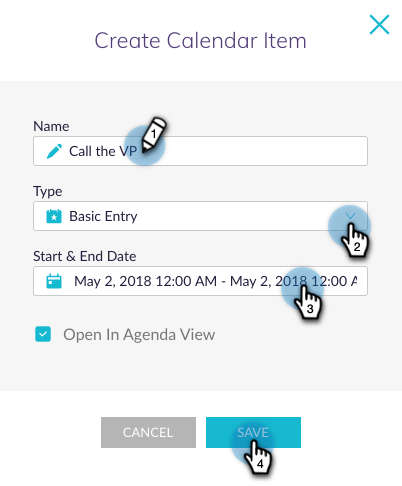 Create Calendar Item
Name
Call the VP
1
Type
Basic Entry
2
Start & End Date
May 2, 2018 12:00 AM - May 2, 2018 12:00 A
3
Open In Agenda View
CANCEL
SAVE
4